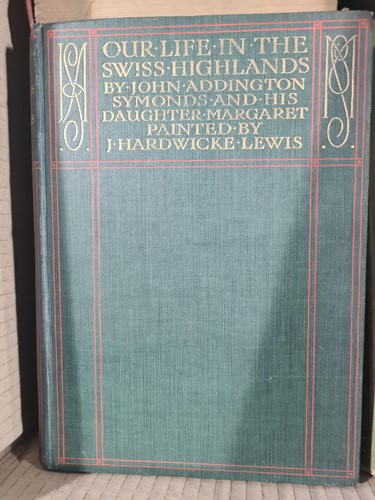 OUR·LIFE·IN·THE
SWISS·HIGHLANDS
BY·JOHN·ADDINGTON
SYMONDS·AND·HIS
DAUGHTER·MARGARET
PAINTED·BY
J·HARDWICKE·LEWIS